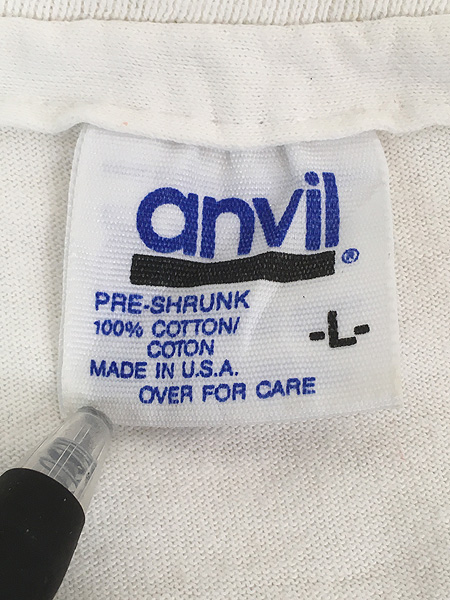 anvil®
PRE-SHRUNK
100% COTTON/
COTON
-L-
MADE IN U.S.A.
OVER FOR CARE